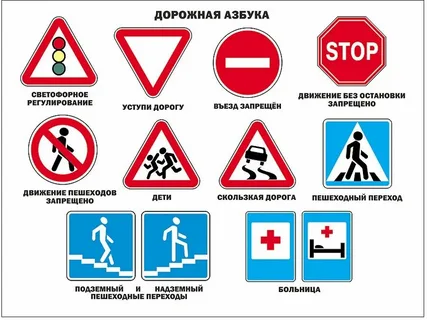 ДОРОЖНАЯ АЗБУКА
STOP
СВЕТОФОРНОЕ
РЕГУЛИРОВАНИЕ
УСТУПИ ДОРОГУ
ВЪЕЗД ЗАПРЕЩЁН
ДВИЖЕНИЕ БЕЗ ОСТАНОВКИ
ЗАПРЕЩЕНО
ДВИЖЕНИЕ ПЕШЕХОДОВ
ЗАПРЕЩЕНО
ДЕТИ
СКОЛЬЗКАЯ ДОРОГА
ПЕШЕХОДНЫЙ ПЕРЕХОД
ПОДЗЕМНЫЙ И НАДЗЕМНЫЙ
ПЕШЕХОДНЫЕ ПЕРЕХОДЫ
БОЛЬНИЦА